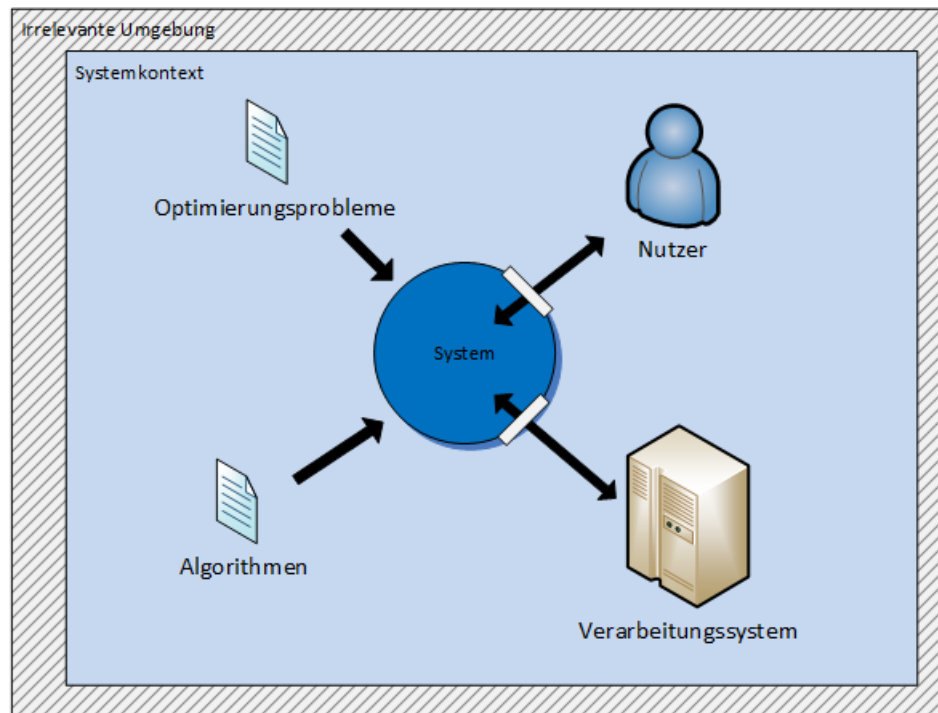 Irrelevante Umgebung
Systemkontext
Optimierungsprobleme
Nutzer
System
Algorithmen
Verarbeitungssystem